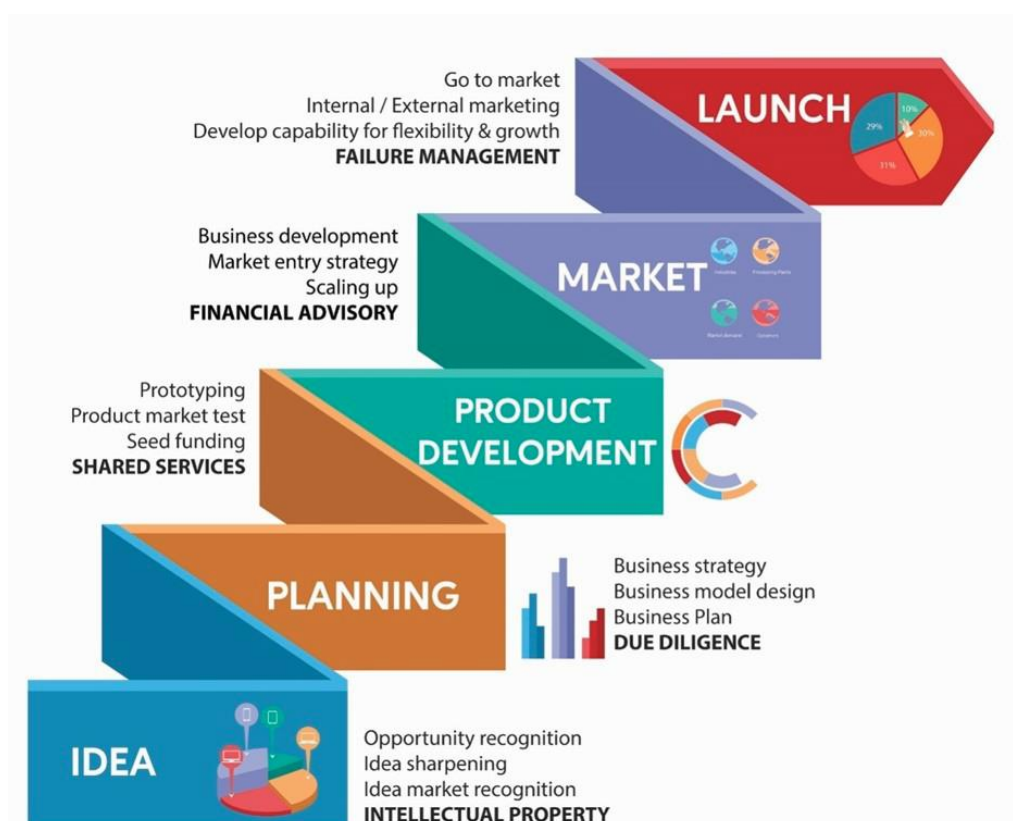 Go to market
Internal / External marketing
Develop capability for flexibility & growth
FAILURE MANAGEMENT
LAUNCH
10%
29%
30%
31%
Business development
Market entry strategy
Scaling up
FINANCIAL ADVISORY
MARKET
Industries
Processing Plants
Prototyping
Product market test
Seed funding
SHARED SERVICES
PRODUCT
DEVELOPMENT
PLANNING
Business strategy
Business model design
Business Plan
DUE DILIGENCE
IDEA
Opportunity recognition
Idea sharpening
Idea market recognition
INTELLECTUAL PROPERTY